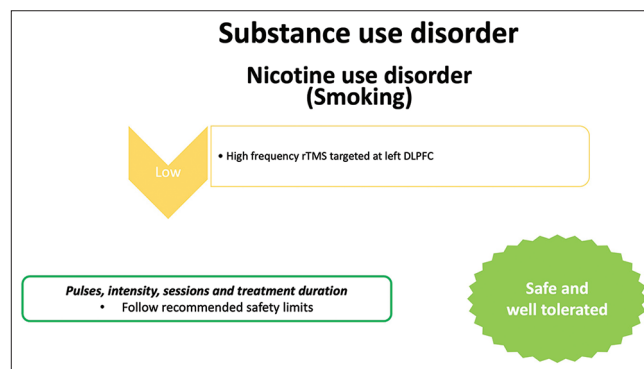 Substance use disorder
Nicotine use disorder
(Smoking)
Low
• High frequency rTMS targeted at left DLPFC
Pulses, intensity, sessions and treatment duration
• Follow recommended safety limits
Safe and
well tolerated